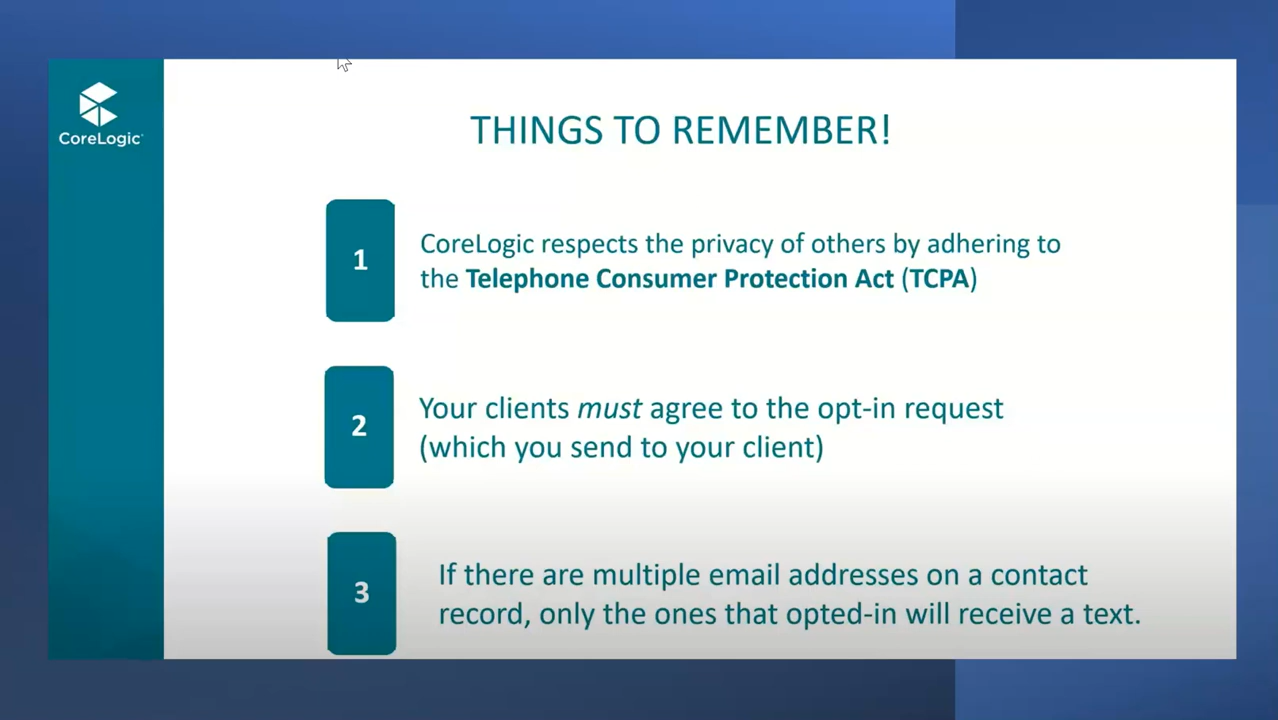 CoreLogic
THINGS TO REMEMBER!
1
CoreLogic respects the privacy of others by adhering to
the Telephone Consumer Protection Act (TCPA)
2
Your clients must agree to the opt-in request
(which you send to your client)
3
If there are multiple email addresses on a contact
record, only the ones that opted-in will receive a text.